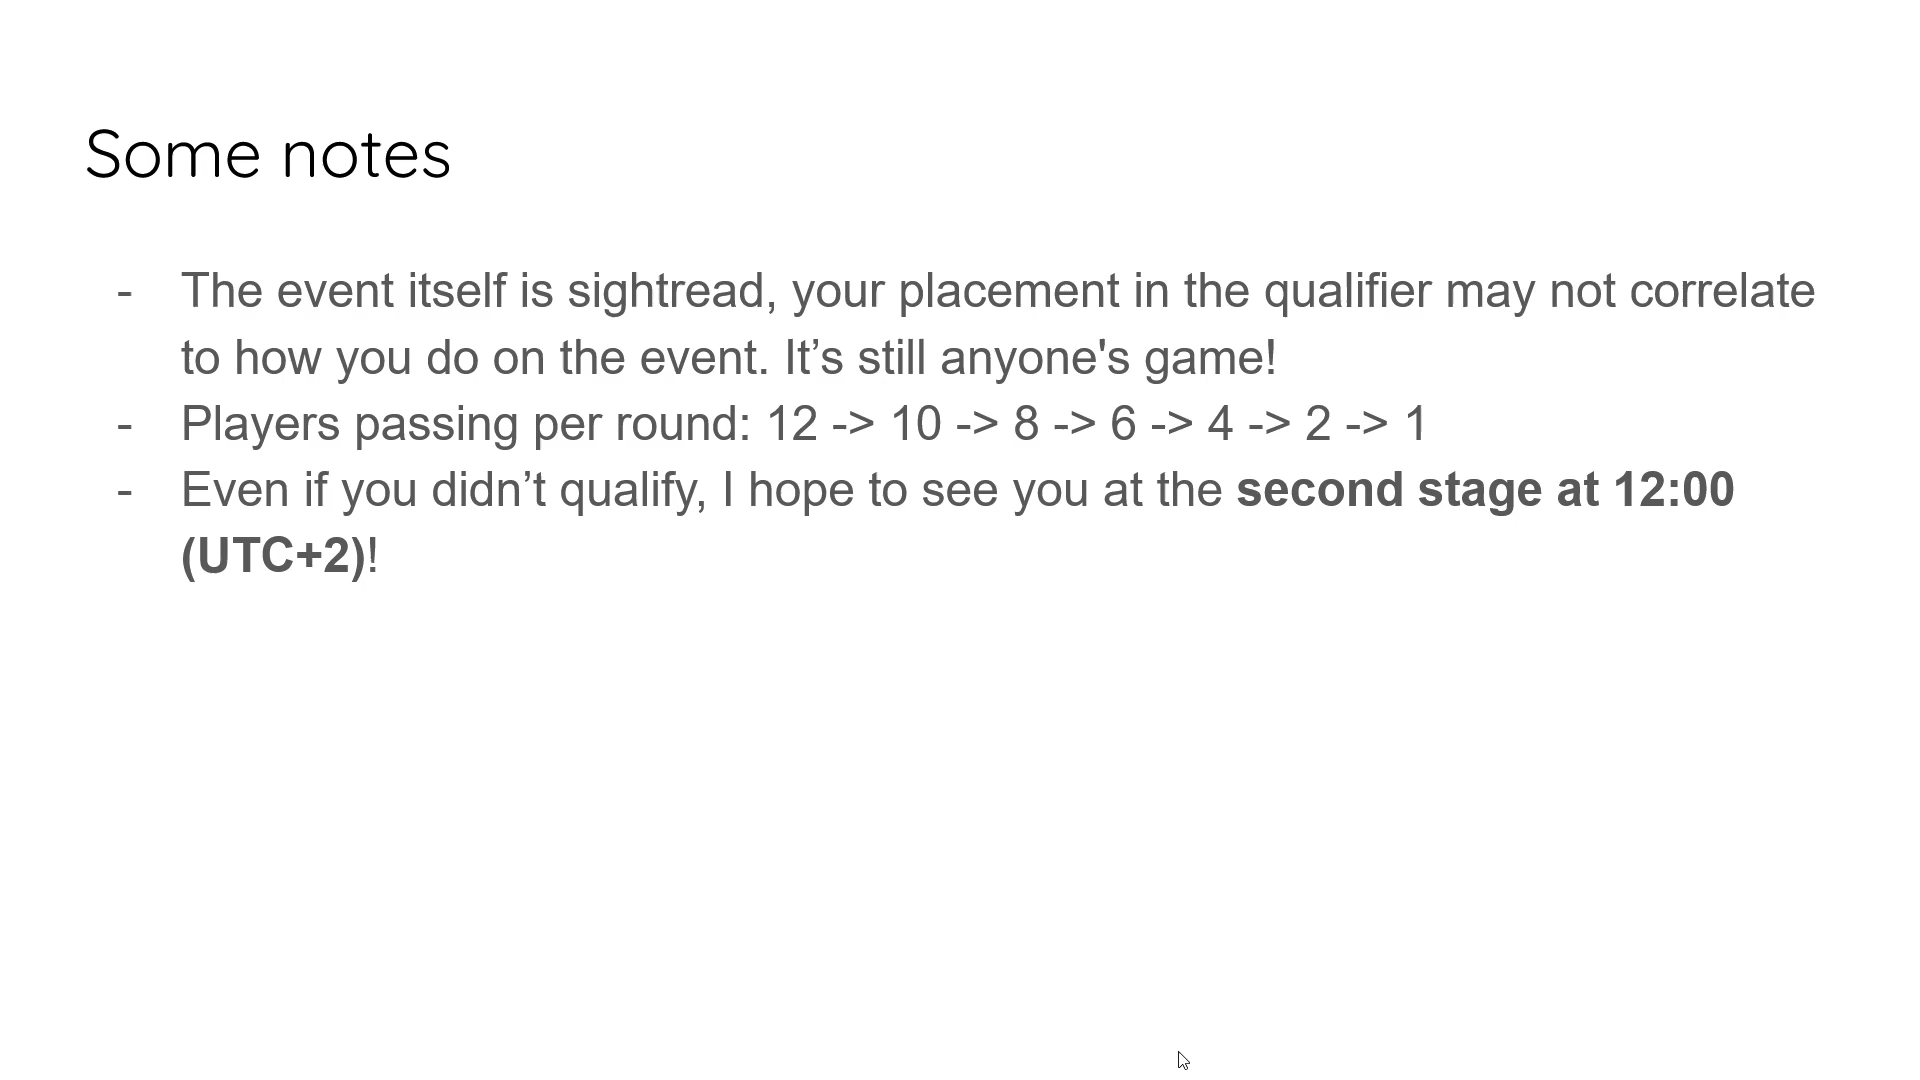 Some notes
- The event itself is sightread, your placement in the qualifier may not correlate
to how you do on the event. It’s still anyone's game!
- Players passing per round: 12 -> 10 -> 8 -> 6 -> 4 -> 2 -> 1
- Even if you didn’t qualify, I hope to see you at the second stage at 12:00
(UTC+2)!